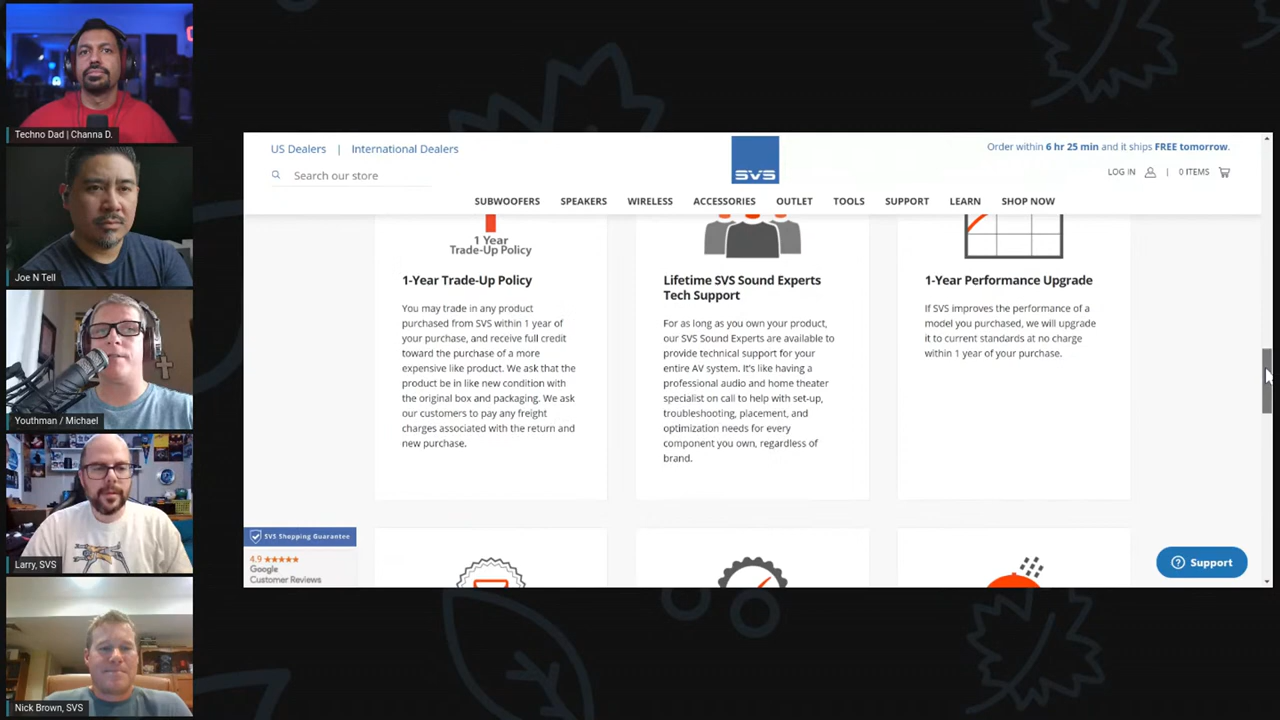 Techno Dad | Channa D.
Joe N Tell
Youthman / Michael
Larry, SVS
Nick Brown, SVS
US Dealers | International Dealers
Search our store
SVS
Order within 6 hr 25 min and it ships FREE tomorrow.
LOG IN | 0 ITEMS
SUBWOOFERS SPEAKERS WIRELESS ACCESSORIES OUTLET TOOLS SUPPORT LEARN SHOP NOW
1 Year
Trade-Up Policy
1-Year Trade-Up Policy
You may trade in any product
purchased from SVS within 1 year of
your purchase, and receive full credit
toward the purchase of a more
expensive like product. We ask that the
product be in like new condition with
the original box and packaging. We ask
our customers to pay any freight
charges associated with the return and
new purchase.
Lifetime SVS Sound Experts
Tech Support
For as long as you own your product,
our SVS Sound Experts are available to
provide technical support for your
entire AV system. It's like having a
professional audio and home theater
specialist on call to help with set-up,
troubleshooting, placement, and
optimization needs for every
component you own, regardless of
brand.
1-Year Performance Upgrade
If SVS improves the performance of a
model you purchased, we will upgrade
it to current standards at no charge
within 1 year of your purchase.
SVS Shopping Guarantee
4.9 ★★★★★
Google
Customer Reviews
Support